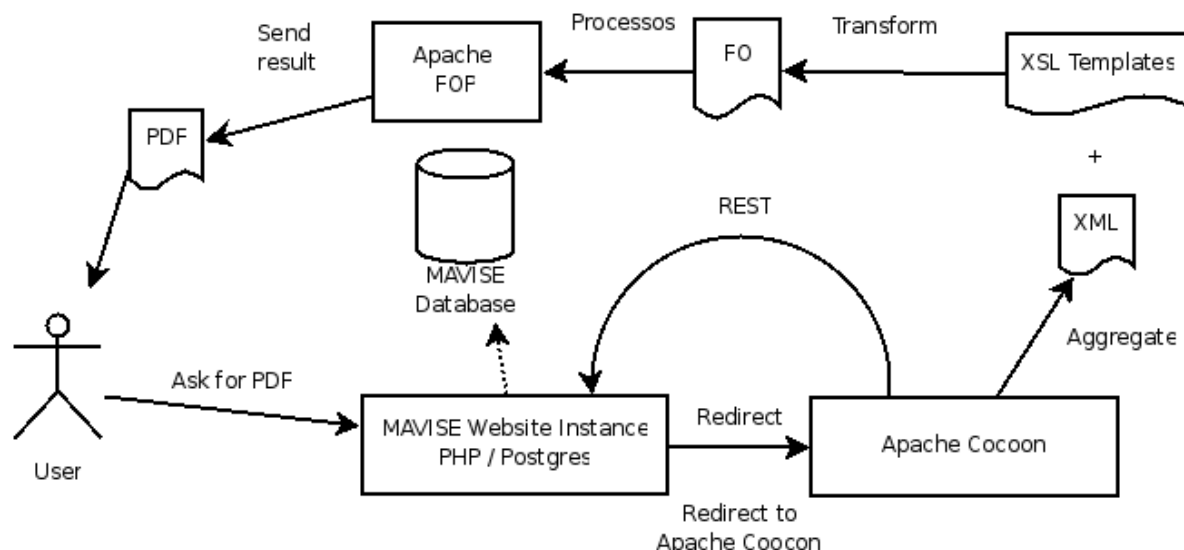 Send
result
Apache
FOP
Processos
FO
Transform
XSL Templates
PDF
+
XML
REST
MAVISE
Database
Aggregate
Ask for PDF
User
MAVISE Website Instance
PHP / Postgres
Redirect
Apache Cocoon
Redirect to
Apache Coocon